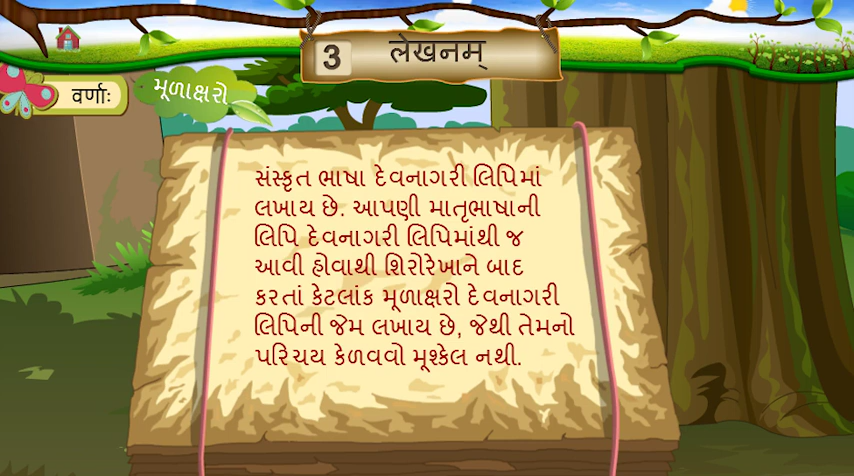 3
लेखनम्
वर्णाः
મૂળાક્ષરો
સંસ્કૃત ભાષા દેવનાગરી લિપિમાં
લખાય છે. આપણી માતૃભાષાની
લિપિ દેવનાગરી લિપિમાંથી જ
આવી હોવાથી શિરોરેખાને બાદ
કરતાં કેટલાંક મૂળાક્ષરો દેવનાગરી
લિપિની જેમ લખાય છે, જેથી તેમનો
પરિચય કેળવવો મુશ્કેલ નથી.